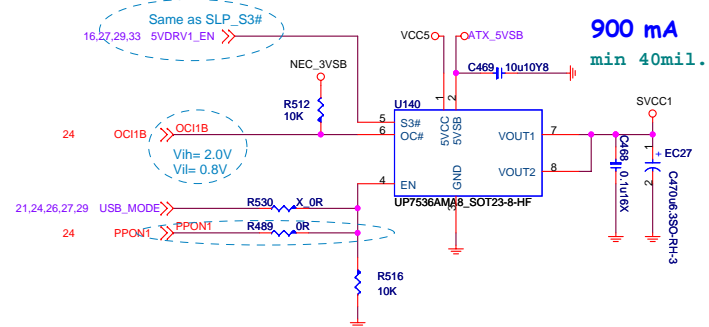 Same as SLP_S3#
16,27,29,33 5VDRV1_EN
VCC5
ATX_5VSB
900 mA
min 40mil.
NEC_3VSB
C469 10u10Y8
R512
10K
U140
SVCC1
1
2
24 OCI1B
OCI1B
5 S3#
6 OC#
5VCC
5VSB
VOUT1 7
VOUT2 8
C468 0.1u16X
1
+ EC27
2
C470u6.3SO-RH-3
Vih= 2.0V
Vil= 0.8V
4 EN
GND
3
UP7536AMA8_SOT23-8-HF
21,24,26,27,29 USB_MODE
R530 X_0R
24 PPON1
PPON1
R489 0R
R516
10K